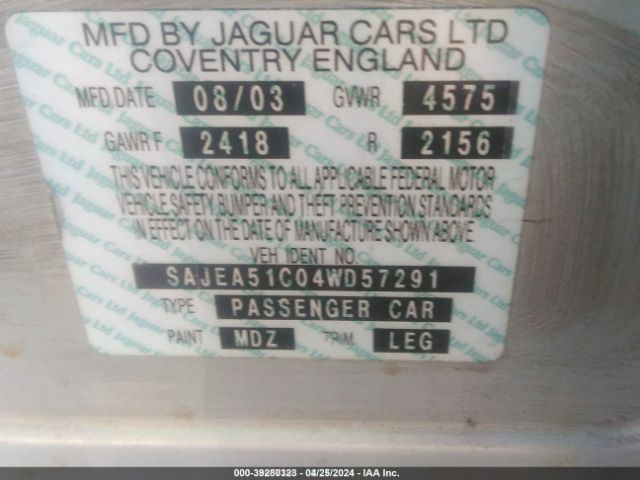 MFD BY JAGUAR CARS LTD
COVENTRY ENGLAND
MFD DATE 08/03 GVWR 4575
GAWR F 2418 R 2156
THIS VEHICLE CONFORMS TO ALL APPLICABLE FEDERAL MOTOR
VEHICLE SAFETY, BUMPER AND THEFT PREVENTION STANDARDS
IN EFFECT ON THE DATE OF MANUFACTURE SHOWN ABOVE.
VEH IDENT NO.
SAJEA51C04WD57291
TYPE PASSENGER CAR
PAINT MDZ TRIM LEG
000-39280323 - 04/25/2024 - IAA Inc.